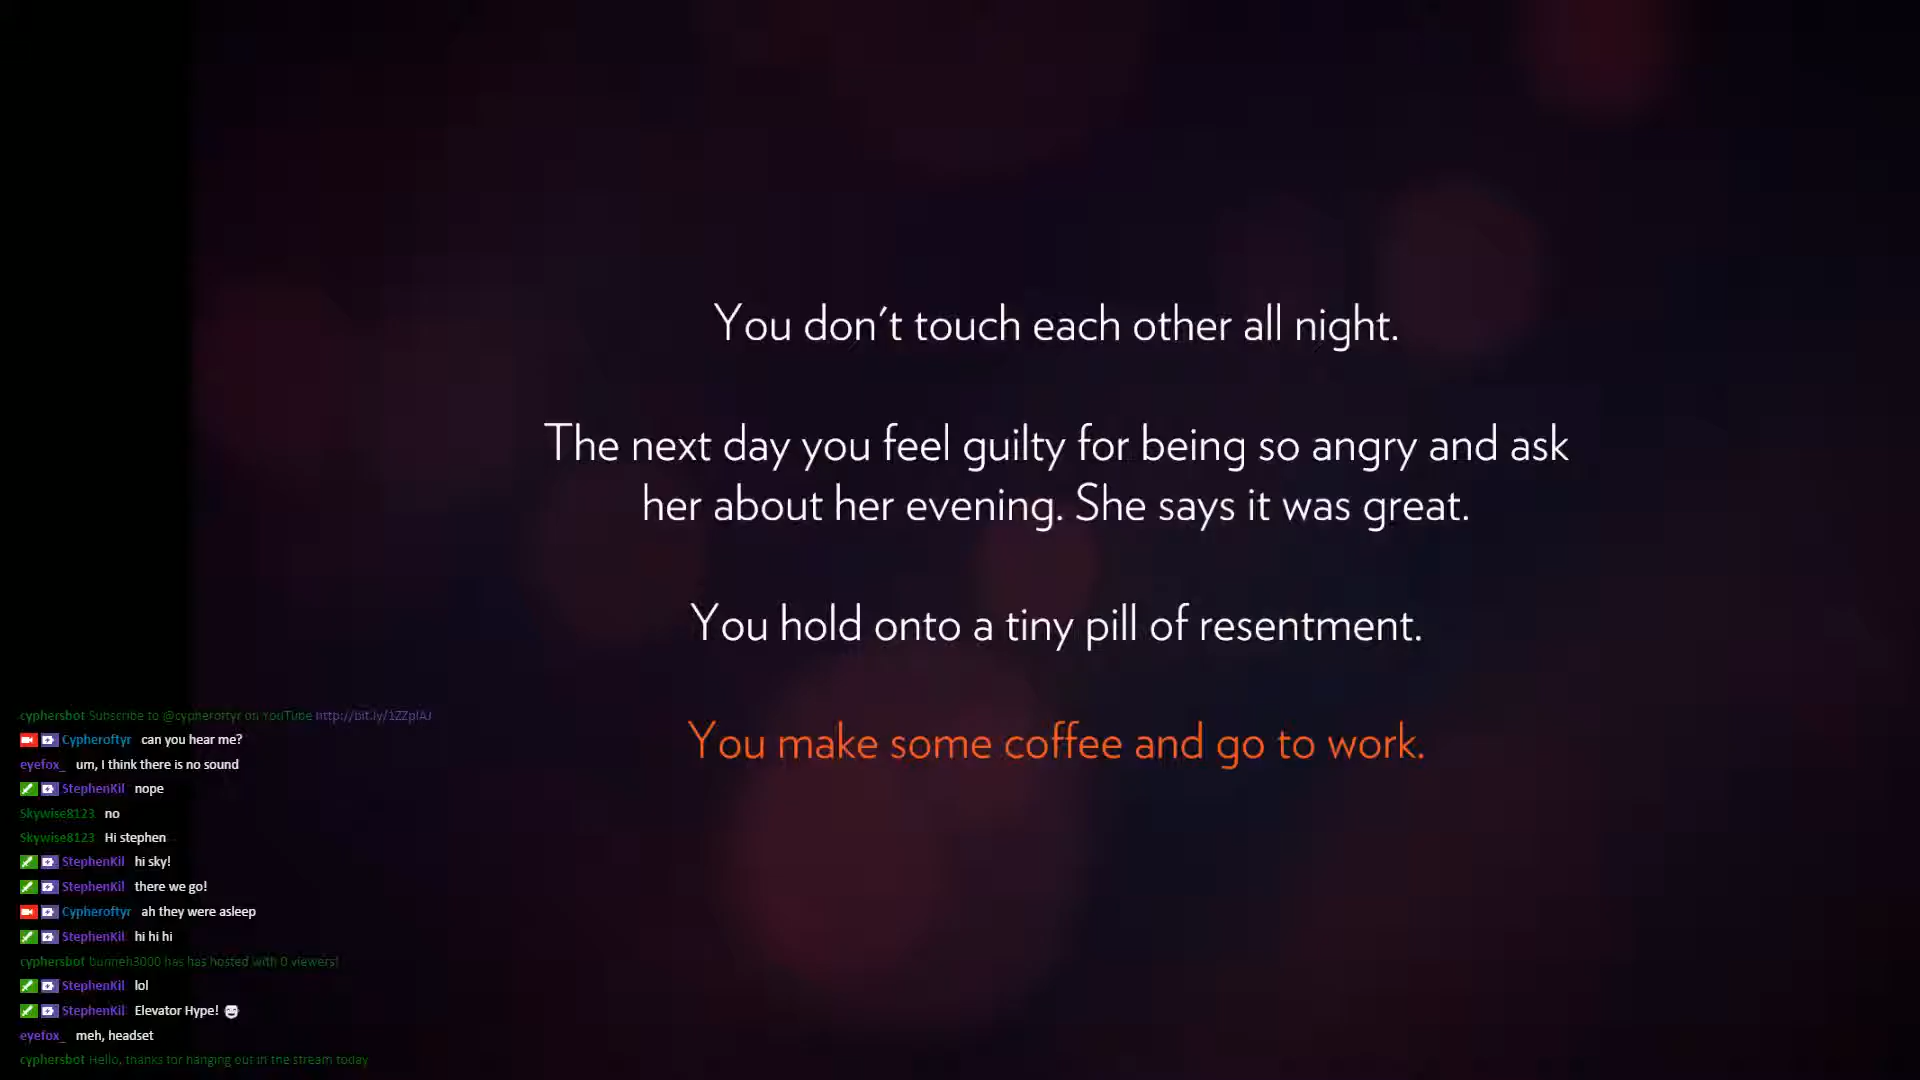 You don't touch each other all night.
The next day you feel guilty for being so angry and ask
her about her evening. She says it was great.
You hold onto a tiny pill of resentment.
You make some coffee and go to work.
cyphersbot Subscribe to @cypheroftyr on YouTube http://bit.ly/1ZZplAJ
Cypheroftyr can you hear me?
eyefox_ um, I think there is no sound
StephenKil nope
Skywise8123 no
Skywise8123 Hi stephen
StephenKil hi sky!
StephenKil there we go!
Cypheroftyr ah they were asleep
StephenKil hi hi hi
cyphersbot bunneh3000 has has hosted with 0 viewers!
StephenKil lol
StephenKil Elevator Hype!
eyefox_ meh, headset
cyphersbot Hello, thanks for hanging out in the stream today